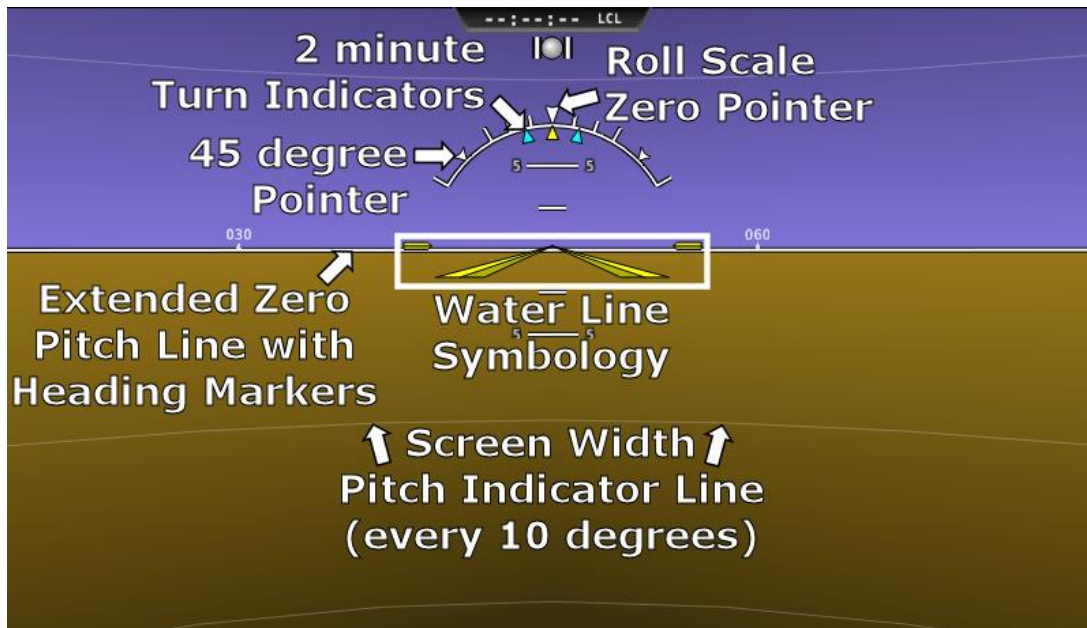 --:--:-- LCL
2 minute
Turn Indicators
Roll Scale
Zero Pointer
45 degree
Pointer
5 5
030
060
Extended Zero
Pitch Line with
Heading Markers
Water Line
5 5
Symbology
Screen Width
Pitch Indicator Line
(every 10 degrees)